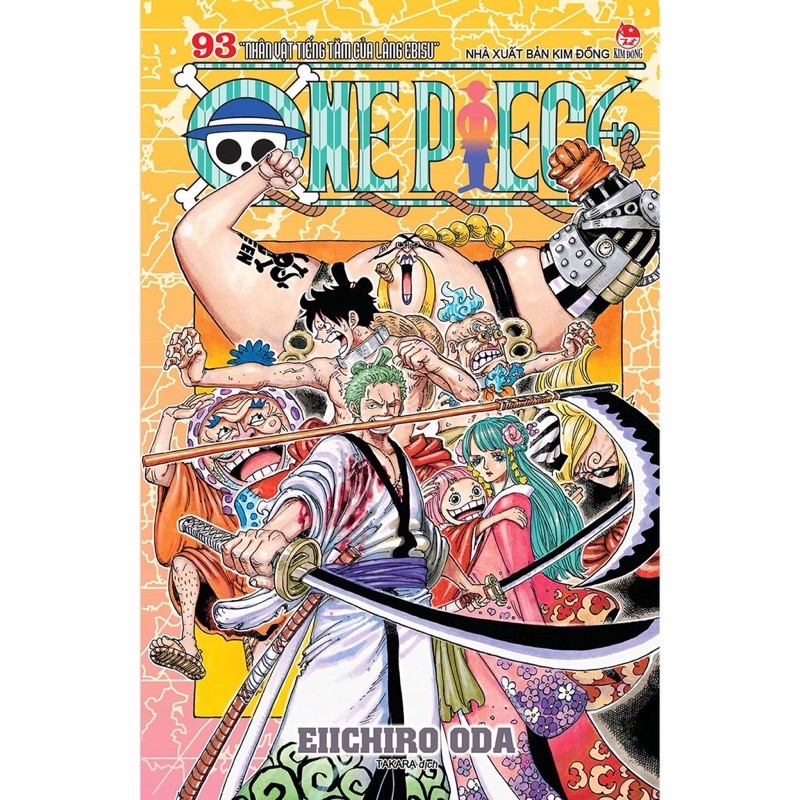 93 "NHÂN VẬT TIẾNG TĂM CỦA LÀNG EBISU"
NHÀ XUẤT BẢN KIM ĐỒNG
KIM ĐỒNG
ONE PIECE
EIICHIRO ODA
TAKARA dịch